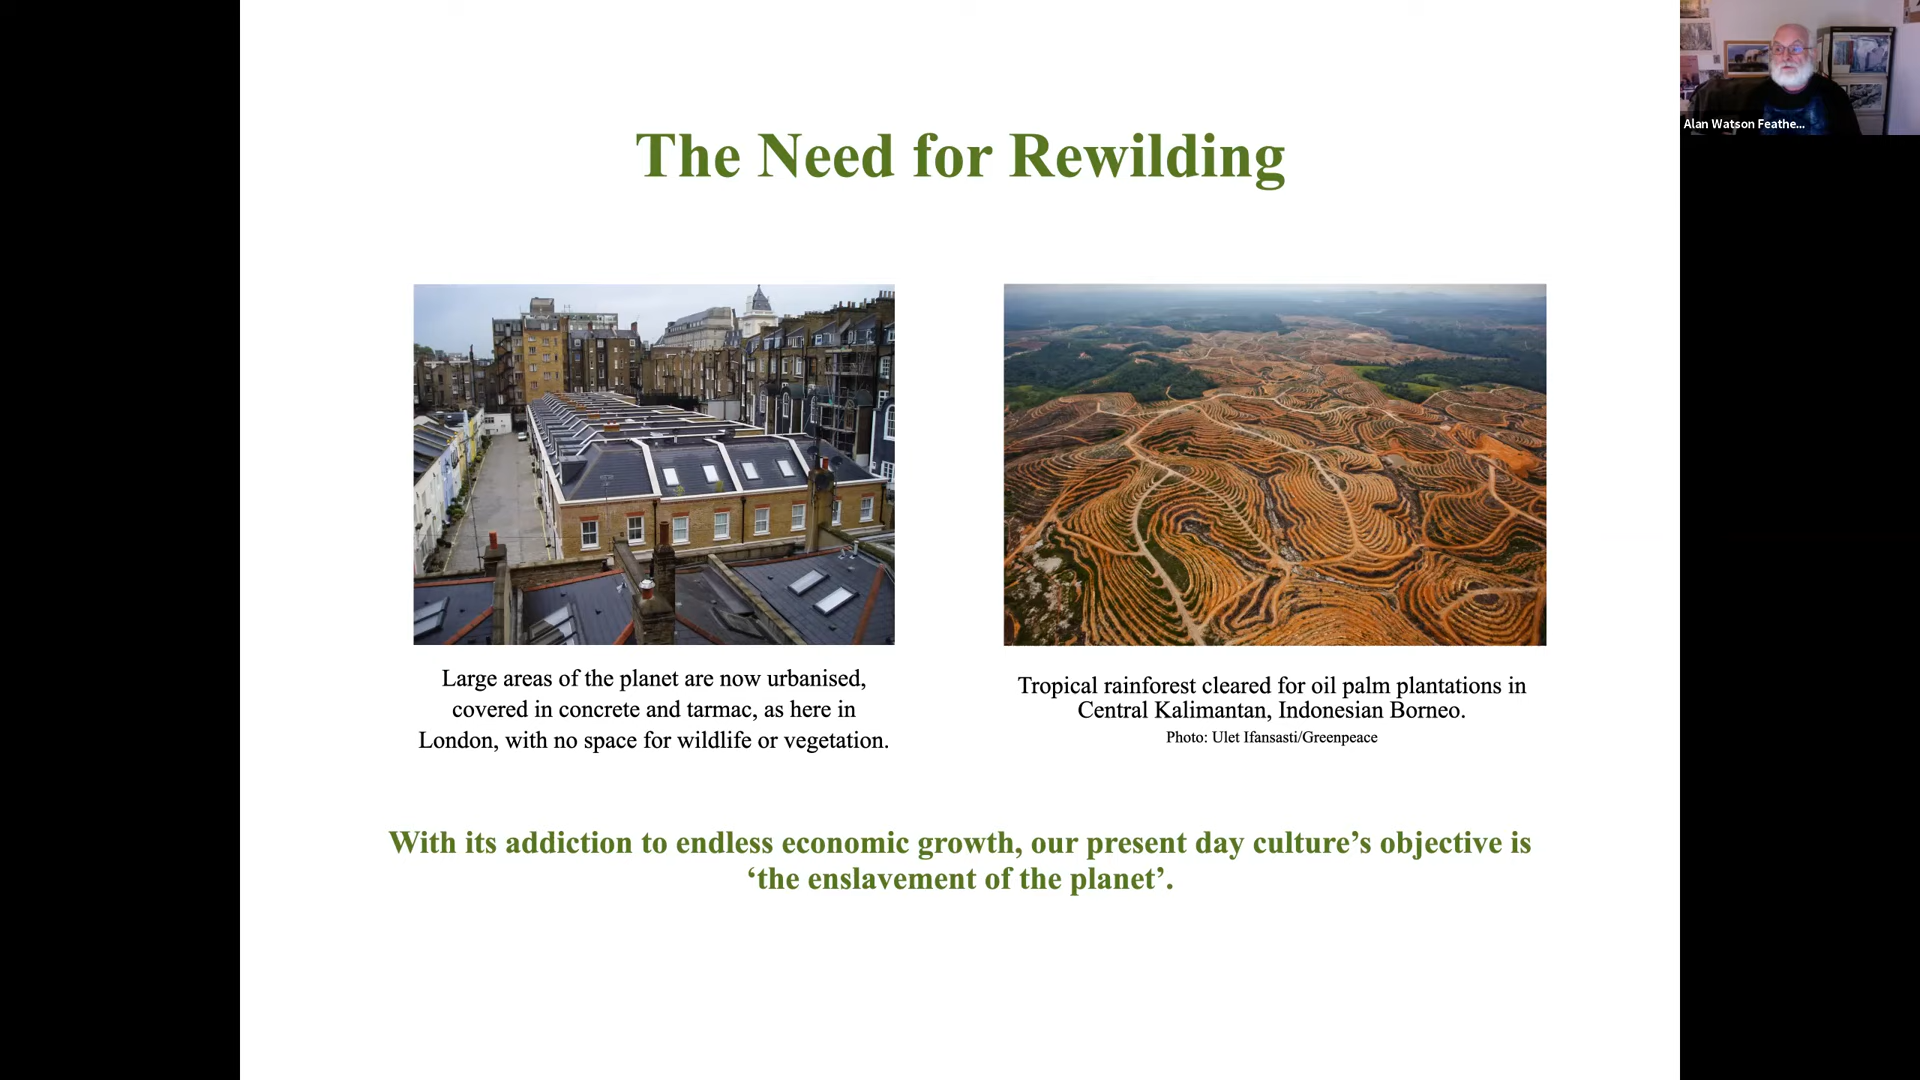 The Need for Rewilding
Alan Watson Feathe...
Large areas of the planet are now urbanised,
covered in concrete and tarmac, as here in
London, with no space for wildlife or vegetation.
Tropical rainforest cleared for oil palm plantations in
Central Kalimantan, Indonesian Borneo.
Photo: Ulet Ifansasti/Greenpeace
With its addiction to endless economic growth, our present day culture’s objective is
‘the enslavement of the planet’.